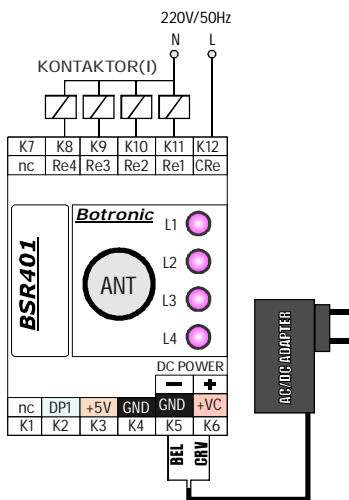 220V/50Hz
N L
KONTAKTOR(I)
K7 K8 K9 K10 K11 K12
nc Re4 Re3 Re2 Re1 CRe
Botronic
BSR401
ANT
L1
L2
L3
L4
DC POWER
− +
nc DP1 +5V GND GND +VC
K1 K2 K3 K4 K5 K6
BEL CRV
AC/DC ADAPTER